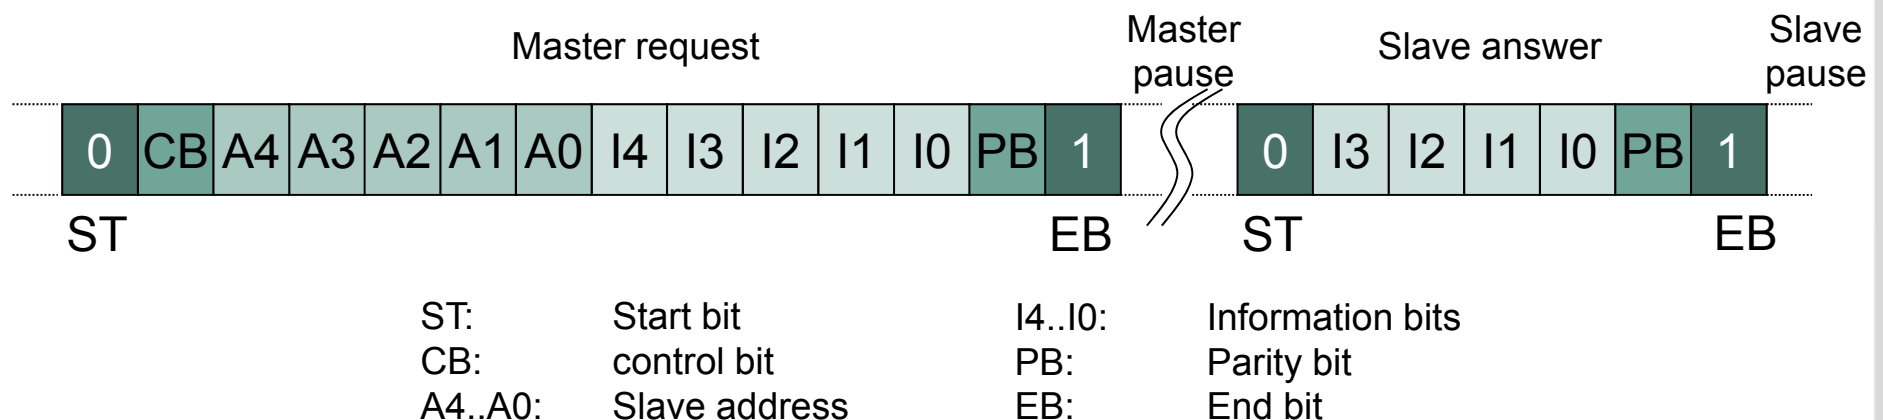 Master request
Master
pause
Slave answer
Slave
pause
0 CB A4 A3 A2 A1 A0 I4 I3 I2 I1 I0 PB 1
0 I3 I2 I1 I0 PB 1
ST
EB
ST
EB
ST: Start bit
CB: control bit
A4..A0: Slave address
I4..I0: Information bits
PB: Parity bit
EB: End bit